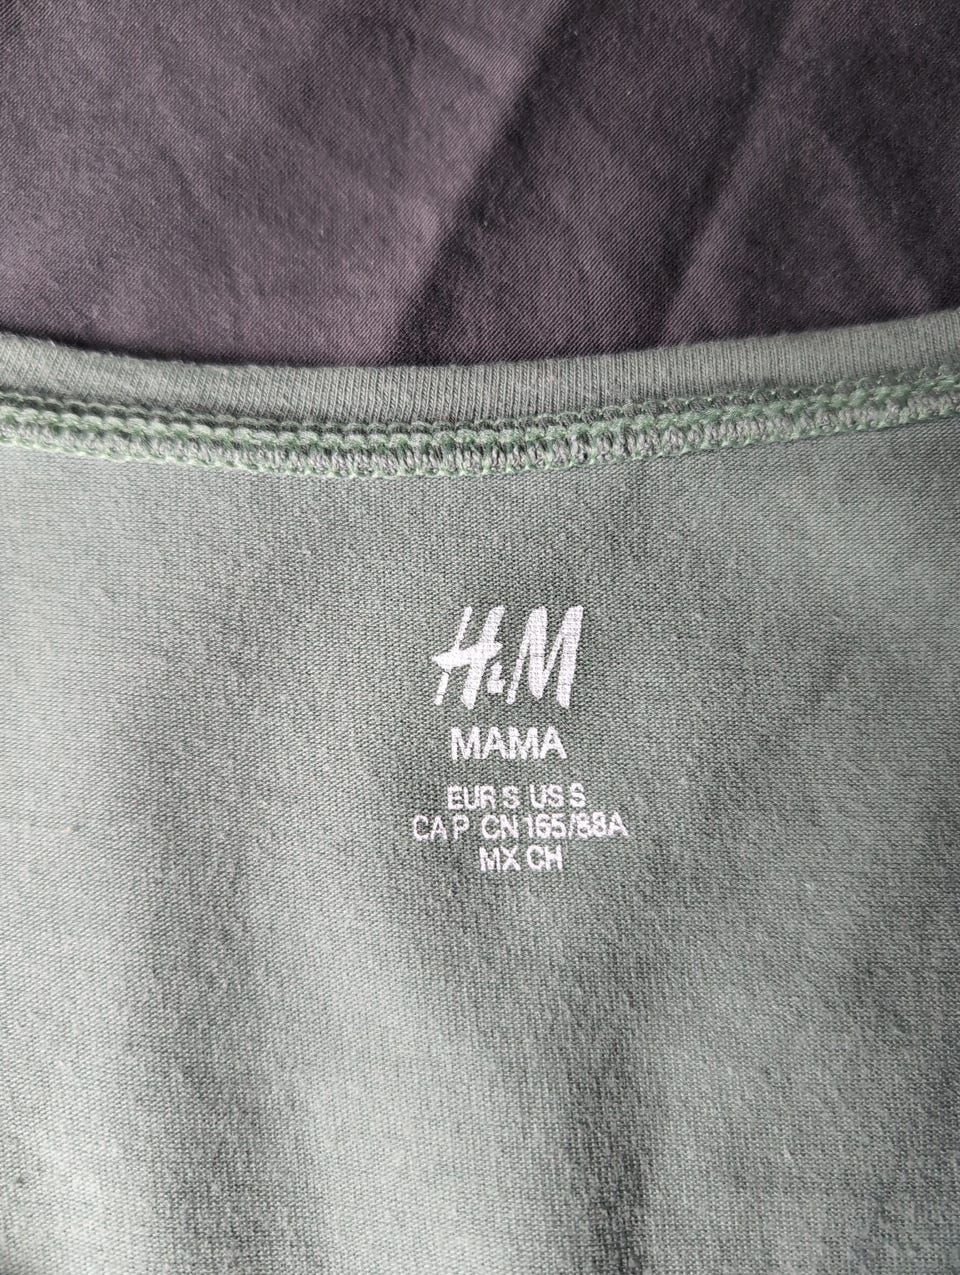 H&M
MAMA
EUR S US S
CA P CN 165/88A
MX CH